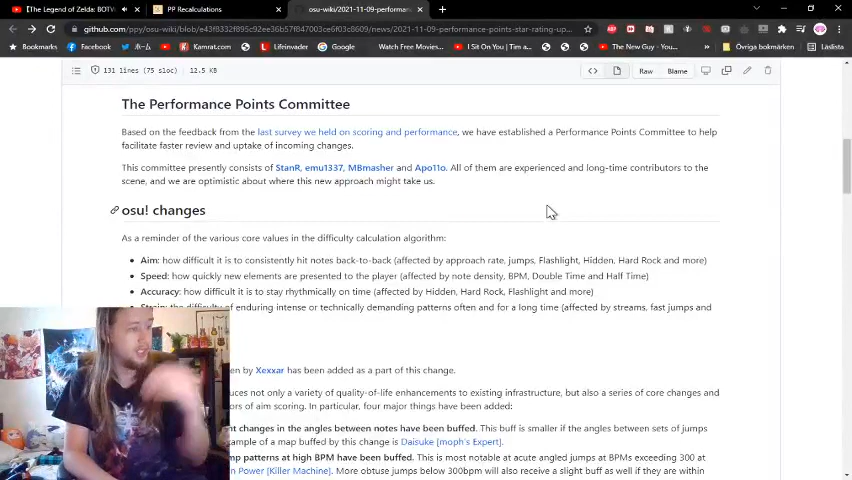 【The Legend of Zelda: BOTW
PP Recalculations
osu-wiki/2021-11-09-performan
github.com/ppy/osu-wiki/blob/e43f8332f895c96e2366b57f847003ec6103c8609/news/2021-11-09-performance-points-star-rating-up...
Bookmarks Facebook Twitter Kamrat.com Lifeinvader Google Watch Free Movies... I Sit On You | Tim a... The New Guy - You... Övriga bokmärken Läslista
131 lines (75 sloc) 12.5 KB Raw Blame
The Performance Points Committee
Based on the feedback from the last survey we held on scoring and performance, we have established a Performance Points Committee to help
facilitate faster review and uptake of incoming changes.
This committee presently consists of StanR, emu1337, MBmasher and Apo11o. All of them are experienced and long-time contributors to the
scene, and we are optimistic about where this new approach might take us.
osu! changes
As a reminder of the various core values in the difficulty calculation algorithm:
• Aim: how difficult it is to consistently hit notes back-to-back (affected by approach rate, jumps, Flashlight, Hidden, Hard Rock and more)
• Speed: how quickly new elements are presented to the player (affected by note density, BPM, Double Time and Half Time)
• Accuracy: how difficult it is to stay rhythmically on time (affected by Hidden, Hard Rock, Flashlight and more)
• Strain: the difficulty of enduring intense or technically demanding patterns often and for a long time (affected by streams, fast jumps and
en by Xexxar has been added as a part of this change.
uces not only a variety of quality-of-life enhancements to existing infrastructure, but also a series of core changes and
ors of aim scoring. In particular, four major things have been added:
nt changes in the angles between notes have been buffed. This buff is smaller if the angles between sets of jumps
xample of a map buffed by this change is Daisuke [moph's Expert].
mp patterns at high BPM have been buffed. This is most notable at acute angled jumps at BPMs exceeding 300 at
n Power [Killer Machine]. More obtuse jumps below 300bpm will also receive a slight buff as well if they are within